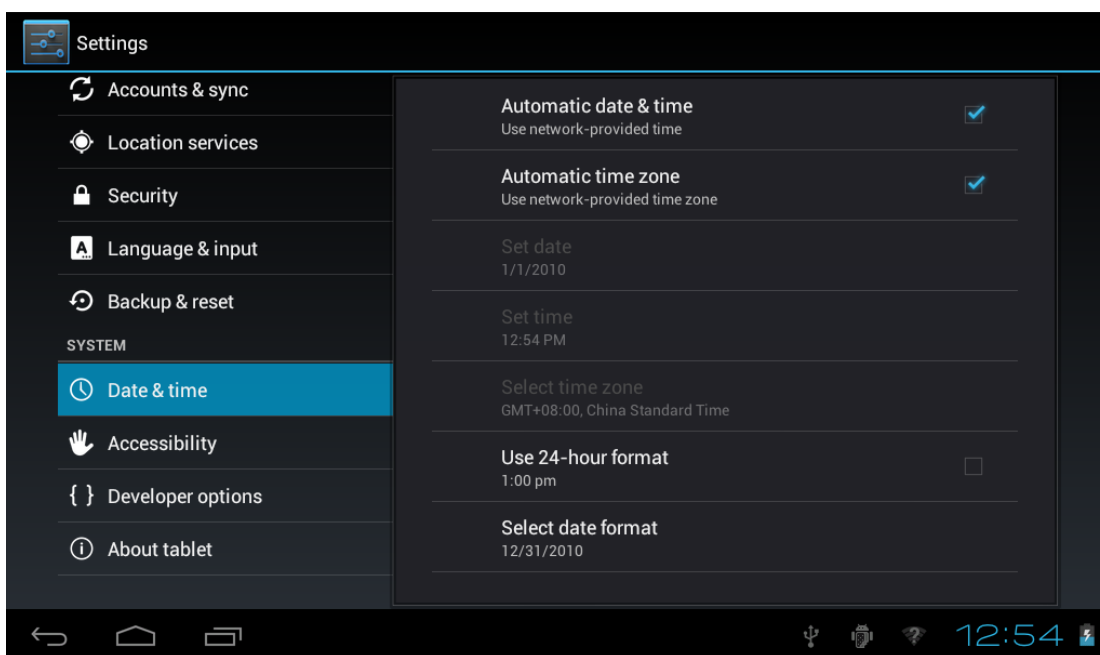 Settings
Accounts & sync
Location services
Security
Language & input
Backup & reset
SYSTEM
Date & time
Accessibility
{ } Developer options
About tablet
Automatic date & time
Use network-provided time
Automatic time zone
Use network-provided time zone
Set date
1/1/2010
Set time
12:54 PM
Select time zone
GMT+08:00, China Standard Time
Use 24-hour format
1:00 pm
Select date format
12/31/2010
12:54